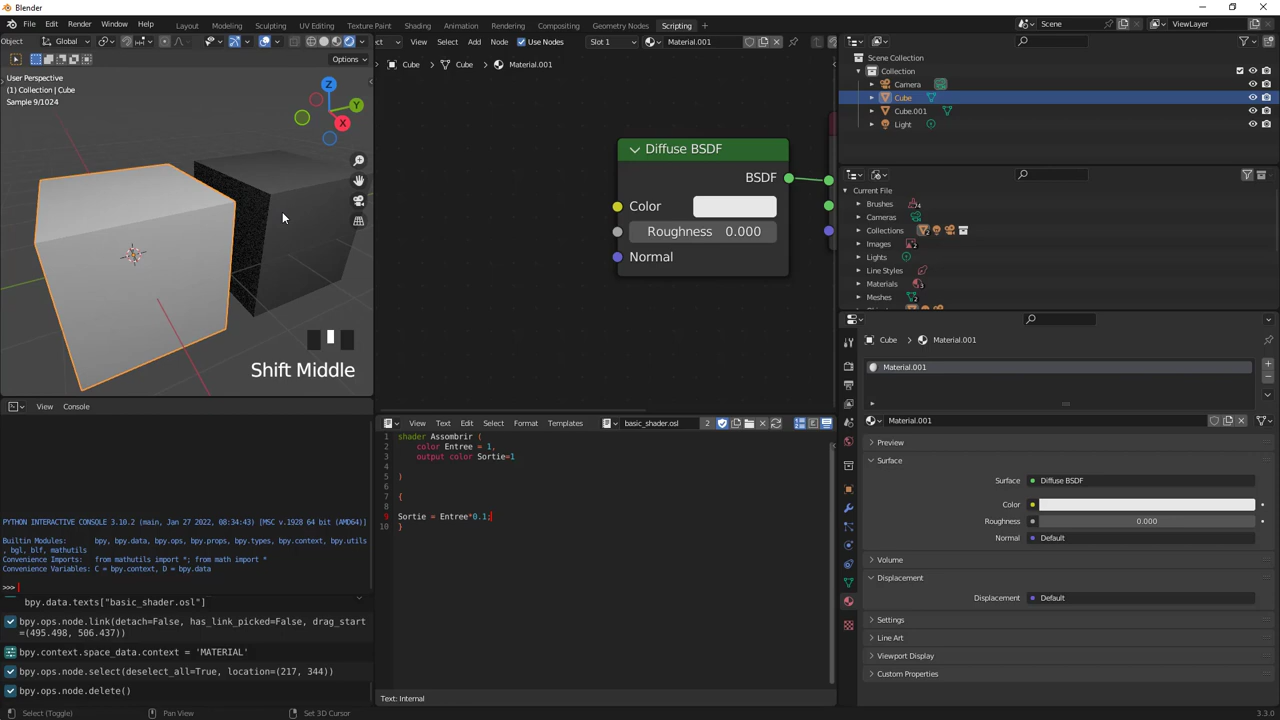 Blender
File Edit Render Window Help Layout Modeling Sculpting UV Editing Texture Paint Shading Animation Rendering Compositing Geometry Nodes Scripting Scene ViewLayer
Object Global View Select Add Node Use Nodes Slot 1 Material.001
Options
Cube Cube Material.001
User Perspective
(1) Collection | Cube
Sample 9/1024
Z
Y
X
Shift Middle
Diffuse BSDF
BSDF
Color
Roughness 0.000
Normal
Scene Collection
Collection
Camera
Cube
Cube.001
Light
Current File
Brushes
Cameras
Collections
Images
Lights
Line Styles
Materials
Meshes
Cube Material.001
Material.001
Material.001
Preview
Surface
Surface Diffuse BSDF
Color
Roughness 0.000
Normal Default
Volume
Displacement
Displacement Default
Settings
Line Art
Viewport Display
Custom Properties
View Console
PYTHON INTERACTIVE CONSOLE 3.10.2 (main, Jan 27 2022, 08:34:43) [MSC v.1928 64 bit (AMD64)]
Builtin Modules: bpy, bpy.data, bpy.ops, bpy.props, bpy.types, bpy.context, bpy.utils
, bgl, blf, mathutils
Convenience Imports: from mathutils import *; from math import *
Convenience Variables: C = bpy.context, D = bpy.data
>>>
bpy.data.texts["basic_shader.osl"]
bpy.ops.node.link(detach=False, has_link_picked=False, drag_start
=(495.498, 506.437))
bpy.context.space_data.context = 'MATERIAL'
bpy.ops.node.select(deselect_all=True, location=(217, 344))
bpy.ops.node.delete()
View Text Edit Select Format Templates basic_shader.osl 2
1 shader Assombrir (
2 color Entree = 1,
3 output color Sortie=1
4
5 )
6
7 {
8
9 Sortie = Entree*0.1;
10 }
Text: Internal
Select (Toggle) Pan View Set 3D Cursor 3.3.0